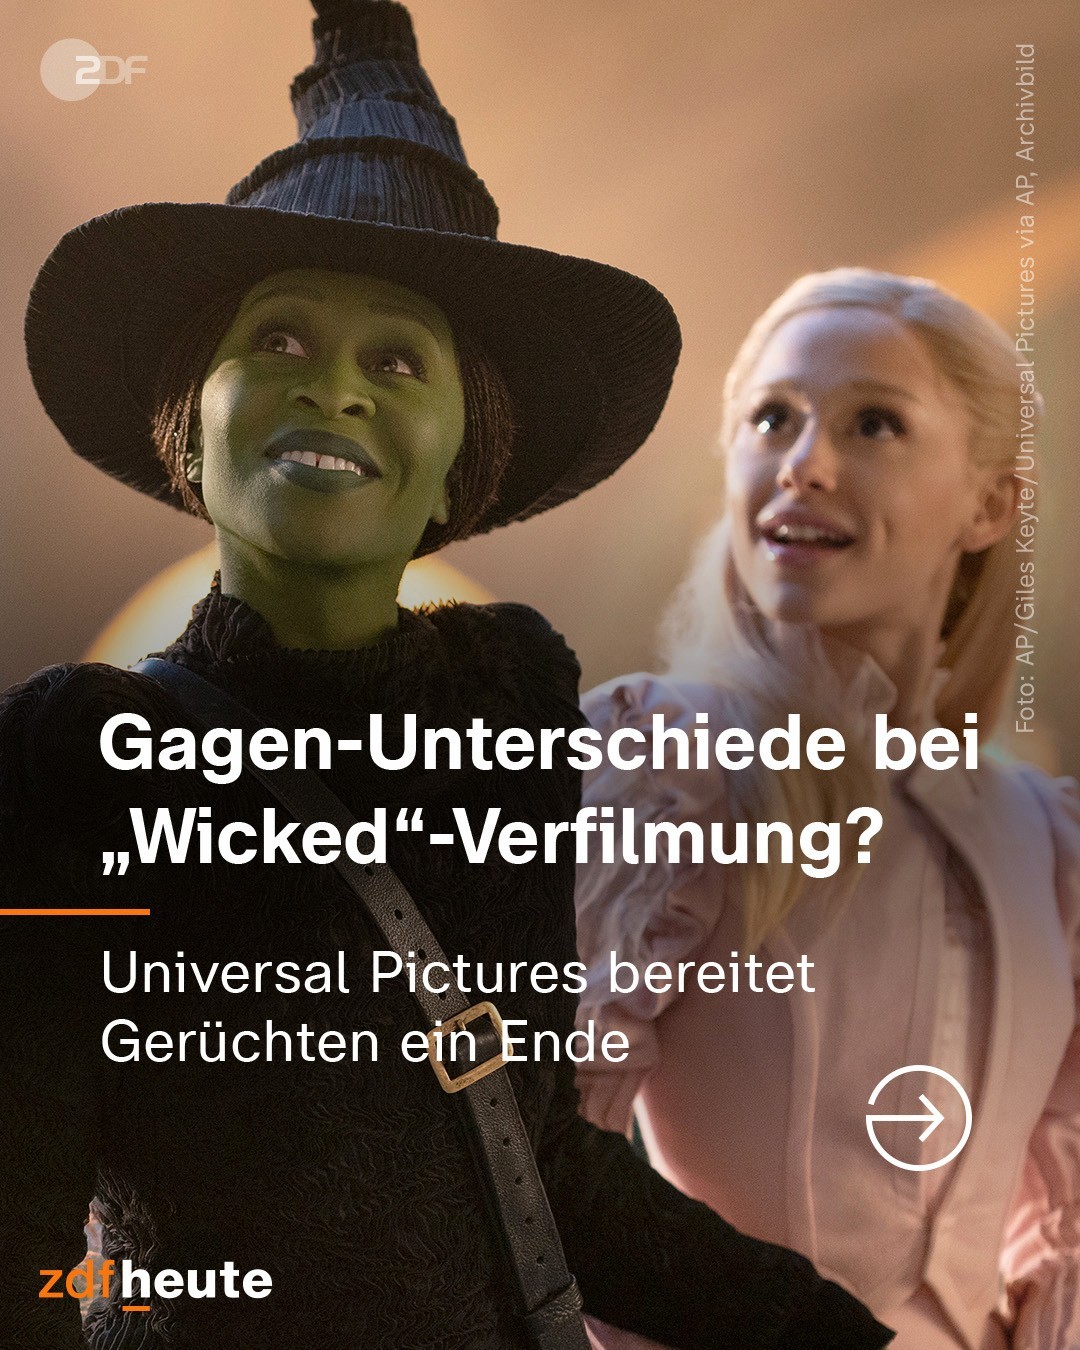 ZDF
Foto: AP/Giles Keyte/Universal Pictures via AP, Archivbild
Gagen-Unterschiede bei
„Wicked“-Verfilmung?
Universal Pictures bereitet
Gerüchten ein Ende
zdfheute